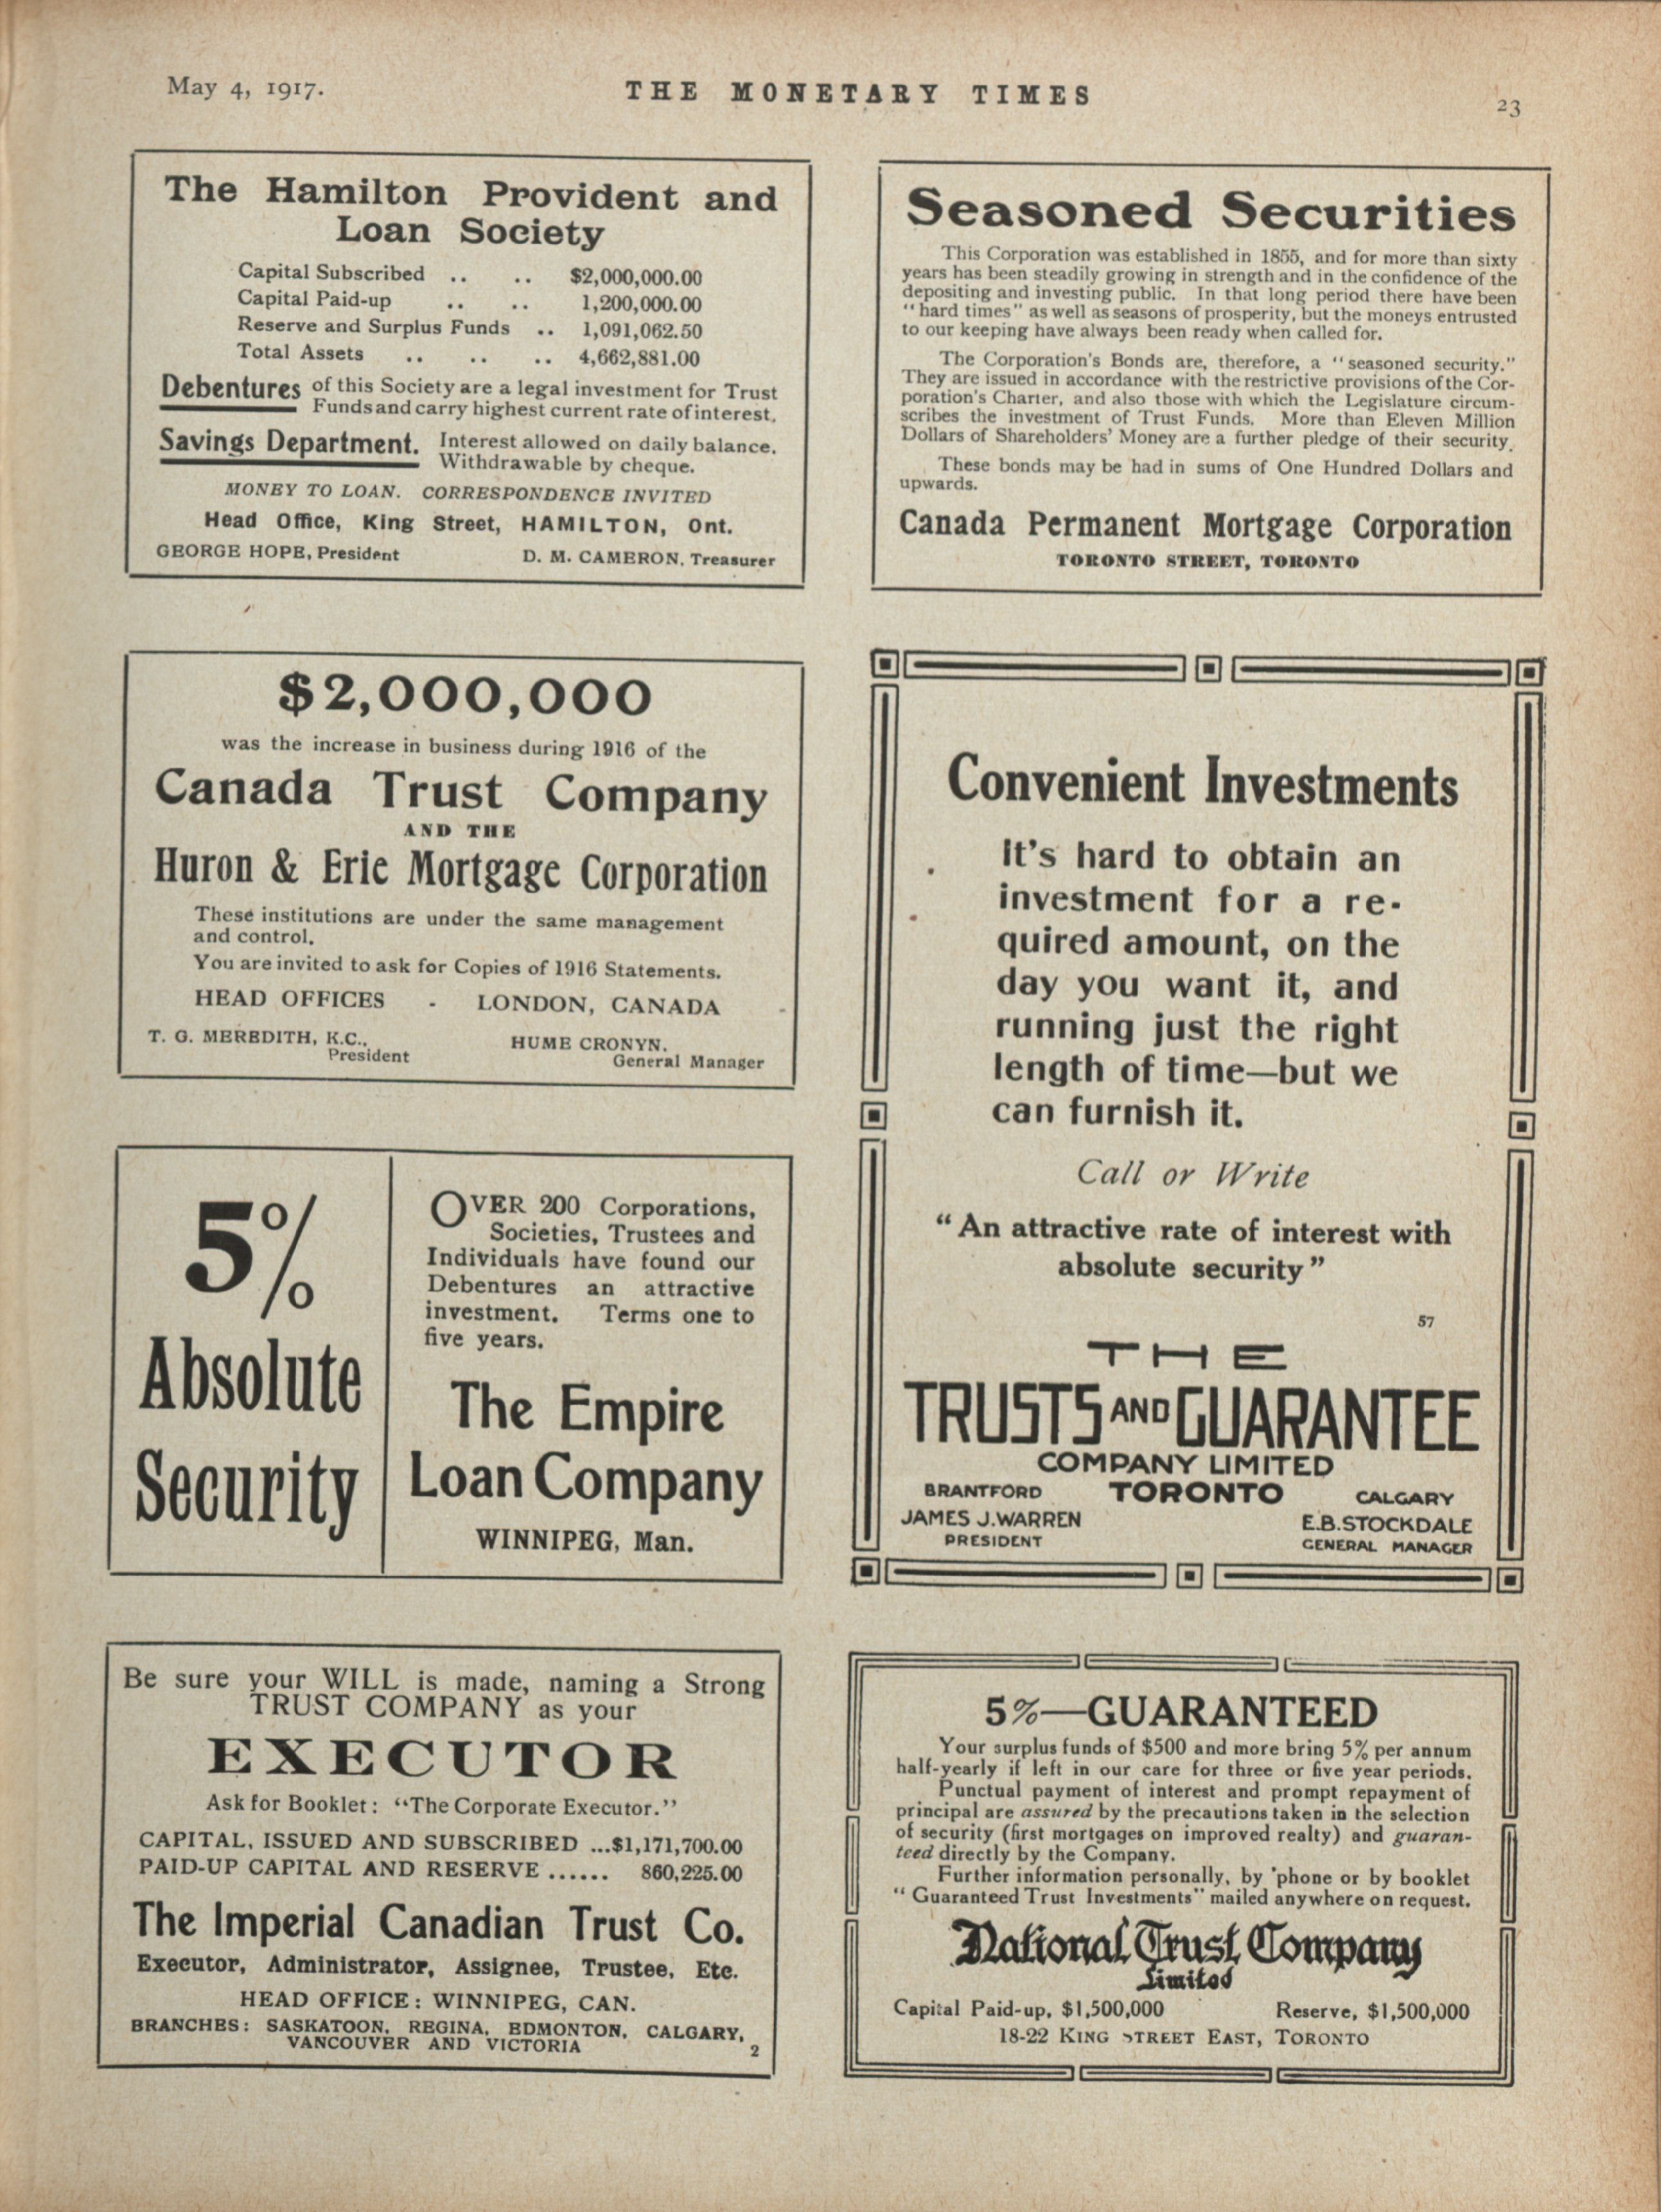 May 4, 1917.
THE MONETARY TIMES
23
The Hamilton Provident and
Loan Society
Capital Subscribed .. .. $2,000,000.00
Capital Paid-up .. .. 1,200,000.00
Reserve and Surplus Funds .. 1,091,062.50
Total Assets .. .. .. 4,662,881.00
Debentures of this Society are a legal investment for Trust
Funds and carry highest current rate of interest.
Savings Department. Interest allowed on daily balance.
Withdrawable by cheque.
MONEY TO LOAN. CORRESPONDENCE INVITED
Head Office, King Street, HAMILTON, Ont.
GEORGE HOPE, President D. M. CAMERON, Treasurer
$2,000,000
was the increase in business during 1916 of the
Canada Trust Company
AND THE
Huron & Erie Mortgage Corporation
These institutions are under the same management
and control.
You are invited to ask for Copies of 1916 Statements.
HEAD OFFICES - LONDON, CANADA
T. G. MEREDITH, K.C., HUME CRONYN,
President General Manager
5%
Absolute
Security
OVER 200 Corporations,
Societies, Trustees and
Individuals have found our
Debentures an attractive
investment. Terms one to
five years.
The Empire
Loan Company
WINNIPEG, Man.
Be sure your WILL is made, naming a Strong
TRUST COMPANY as your
EXECUTOR
Ask for Booklet: "The Corporate Executor."
CAPITAL, ISSUED AND SUBSCRIBED ...$1,171,700.00
PAID-UP CAPITAL AND RESERVE ...... 860,225.00
The Imperial Canadian Trust Co.
Executor, Administrator, Assignee, Trustee, Etc.
HEAD OFFICE: WINNIPEG, CAN.
BRANCHES: SASKATOON, REGINA, EDMONTON, CALGARY,
VANCOUVER AND VICTORIA 2
Seasoned Securities
This Corporation was established in 1855, and for more than sixty
years has been steadily growing in strength and in the confidence of the
depositing and investing public. In that long period there have been
"hard times" as well as seasons of prosperity, but the moneys entrusted
to our keeping have always been ready when called for.
The Corporation's Bonds are, therefore, a "seasoned security."
They are issued in accordance with the restrictive provisions of the Cor-
poration's Charter, and also those with which the Legislature circum-
scribes the investment of Trust Funds. More than Eleven Million
Dollars of Shareholders' Money are a further pledge of their security.
These bonds may be had in sums of One Hundred Dollars and
upwards.
Canada Permanent Mortgage Corporation
TORONTO STREET, TORONTO
Convenient Investments
It's hard to obtain an
investment for a re-
quired amount, on the
day you want it, and
running just the right
length of time—but we
can furnish it.
Call or Write
"An attractive rate of interest with
absolute security"
57
THE
TRUSTS AND GUARANTEE
COMPANY LIMITED
BRANTFORD TORONTO CALGARY
JAMES J. WARREN E.B. STOCKDALE
PRESIDENT GENERAL MANAGER
5%—GUARANTEED
Your surplus funds of $500 and more bring 5% per annum
half-yearly if left in our care for three or five year periods.
Punctual payment of interest and prompt repayment of
principal are assured by the precautions taken in the selection
of security (first mortgages on improved realty) and guaran-
teed directly by the Company.
Further information personally, by 'phone or by booklet
"Guaranteed Trust Investments" mailed anywhere on request.
National Trust Company
Limited
Capital Paid-up, $1,500,000 Reserve, $1,500,000
18-22 KING STREET EAST, TORONTO